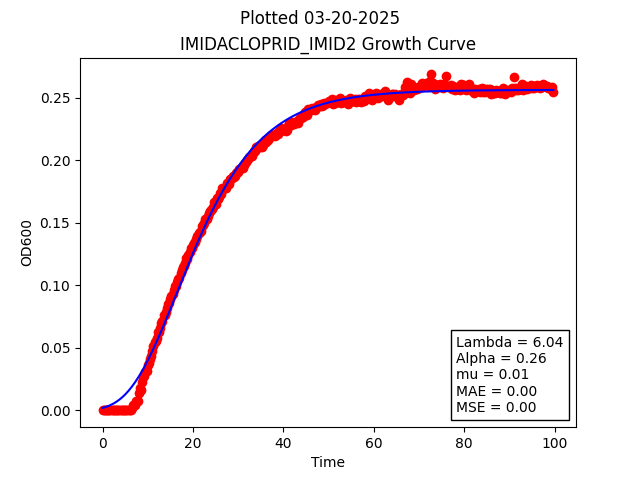 Plotted 03-20-2025
IMIDACLOPRID_IMID2 Growth Curve
OD600
0.25
0.20
0.15
0.10
0.05
0.00
Lambda = 6.04
Alpha = 0.26
mu = 0.01
MAE = 0.00
MSE = 0.00
0 20 40 60 80 100
Time